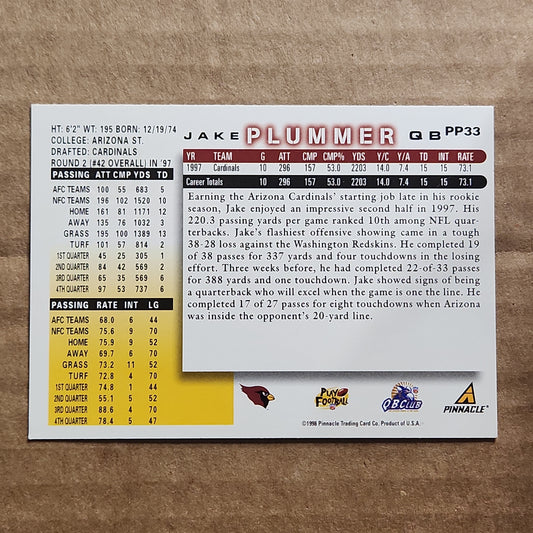 HT: 6'2" WT: 195 BORN: 12/19/74
COLLEGE: ARIZONA ST.
DRAFTED: CARDINALS
ROUND 2 (#42 OVERALL) IN '97
JAKE PLUMMER QB PP33
PASSING ATT CMP YDS TD
AFC TEAMS 100 55 683 5
NFC TEAMS 196 102 1520 10
HOME 161 81 1171 12
AWAY 135 76 1032 3
GRASS 195 100 1389 13
TURF 101 57 814 2
1ST QUARTER 45 25 305 1
2ND QUARTER 84 42 569 2
3RD QUARTER 65 35 569 6
4TH QUARTER 97 53 737 6
PASSING RATE INT LG
AFC TEAMS 68.0 6 44
NFC TEAMS 75.6 9 70
HOME 75.9 9 52
AWAY 69.7 6 70
GRASS 73.2 11 52
TURF 72.8 4 70
1ST QUARTER 74.8 1 44
2ND QUARTER 55.1 5 52
3RD QUARTER 88.6 4 70
4TH QUARTER 78.4 5 47
YR TEAM G ATT CMP CMP% YDS Y/C Y/A TD INT RATE
1997 Cardinals 10 296 157 53.0 2203 14.0 7.4 15 15 73.1
Career Totals 10 296 157 53.0 2203 14.0 7.4 15 15 73.1
Earning the Arizona Cardinals' starting job late in his rookie
season, Jake enjoyed an impressive second half in 1997. His
220.3 passing yards per game ranked 10th among NFL quar-
terbacks. Jake's flashiest offensive showing came in a tough
38-28 loss against the Washington Redskins. He completed 19
of 38 passes for 337 yards and four touchdowns in the losing
effort. Three weeks before, he had completed 22-of-33 passes
for 388 yards and one touchdown. Jake showed signs of being
a quarterback who will excel when the game is one the line. He
completed 17 of 27 passes for eight touchdowns when Arizona
was inside the opponent's 20-yard line.
PLAY FOOTBALL
QB CLUB
PINNACLE
©1998 Pinnacle Trading Card Co. Product of U.S.A.